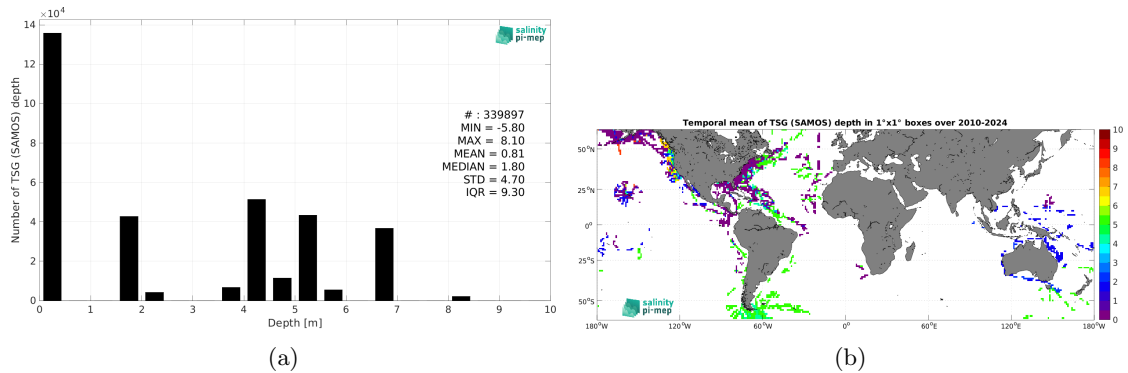 ×10⁴
14
12
10
8
6
4
2
0
Number of TSG (SAMOS) depth
salinity
pi-mep
# : 339897
MIN = -5.80
MAX = 8.10
MEAN = 0.81
MEDIAN = 1.80
STD = 4.70
IQR = 9.30
0 1 2 3 4 5 6 7 8 9 10
Depth [m]
(a)
Temporal mean of TSG (SAMOS) depth in 1°x1° boxes over 2010-2024
50°N
25°N
0°
25°S
50°S
180°W 120°W 60°W 0° 60°E 120°E 180°W
salinity
pi-mep
10
9
8
7
6
5
4
3
2
1
0
(b)